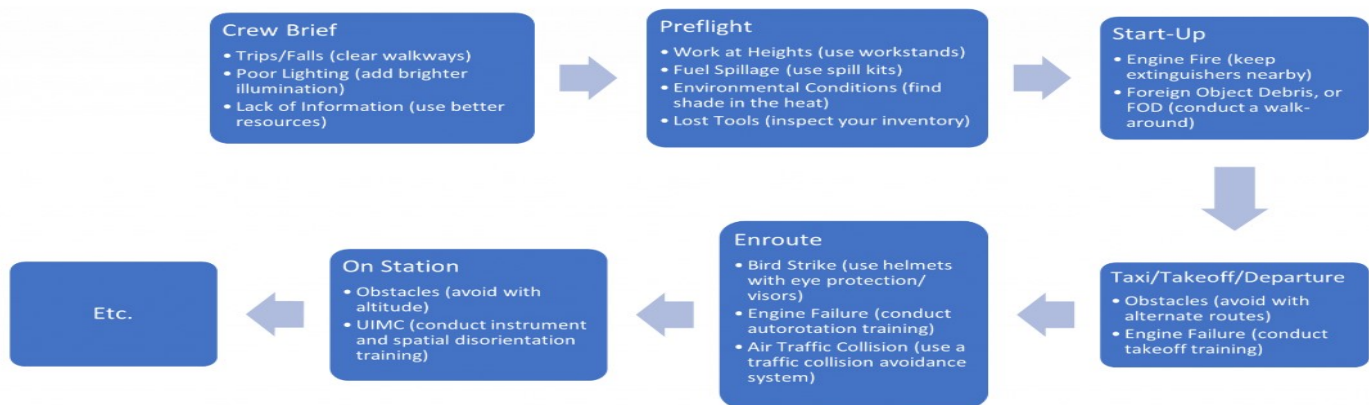 Crew Brief
• Trips/Falls (clear walkways)
• Poor Lighting (add brighter
illumination)
• Lack of Information (use better
resources)
Preflight
• Work at Heights (use workstands)
• Fuel Spillage (use spill kits)
• Environmental Conditions (find
shade in the heat)
• Lost Tools (inspect your inventory)
Start-Up
• Engine Fire (keep
extinguishers nearby)
• Foreign Object Debris, or
FOD (conduct a walk-
around)
Taxi/Takeoff/Departure
• Obstacles (avoid with
alternate routes)
• Engine Failure (conduct
takeoff training)
Enroute
• Bird Strike (use helmets
with eye protection/
visors)
• Engine Failure (conduct
autorotation training)
• Air Traffic Collision (use a
traffic collision avoidance
system)
On Station
• Obstacles (avoid with
altitude)
• UIMC (conduct instrument
and spatial disorientation
training)
Etc.